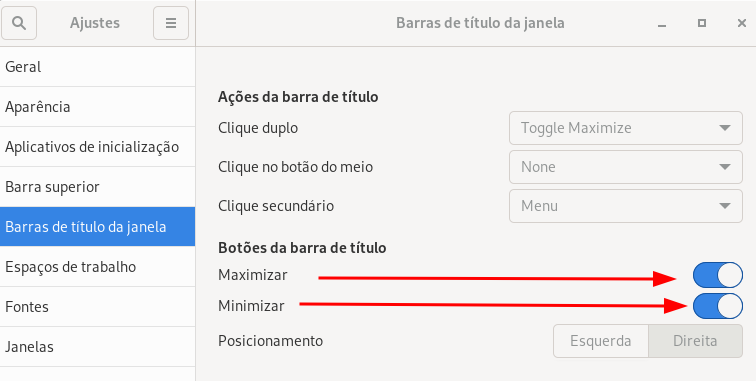 Ajustes
Barras de título da janela
Geral
Aparência
Aplicativos de inicialização
Barra superior
Barras de título da janela
Espaços de trabalho
Fontes
Janelas
Ações da barra de título
Clique duplo
Toggle Maximize
Clique no botão do meio
None
Clique secundário
Menu
Botões da barra de título
Maximizar
Minimizar
Posicionamento
Esquerda
Direita